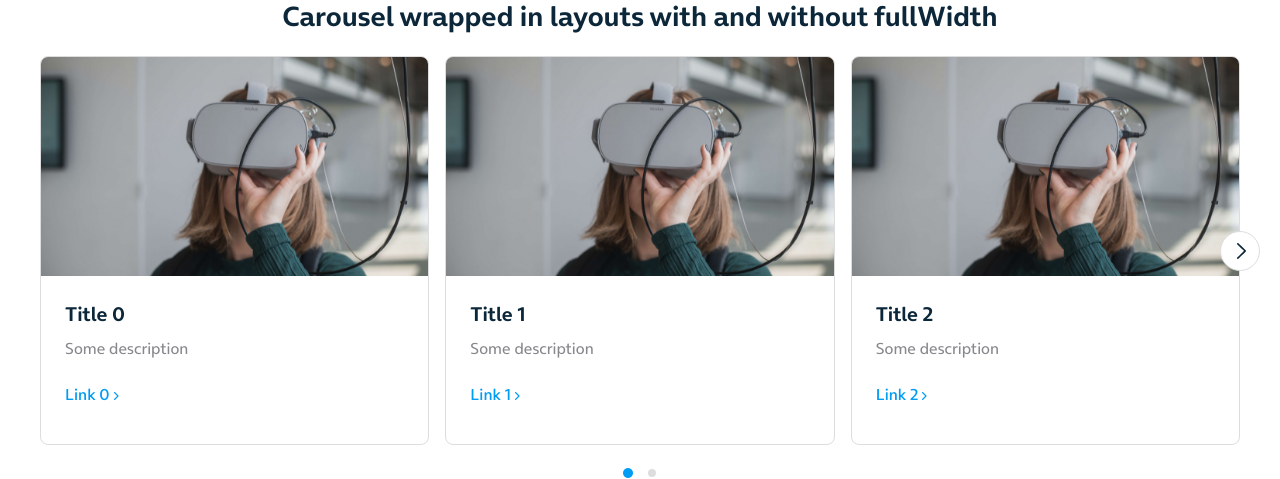 Carousel wrapped in layouts with and without fullWidth
Title 0
Some description
Link 0
Title 1
Some description
Link 1
Title 2
Some description
Link 2